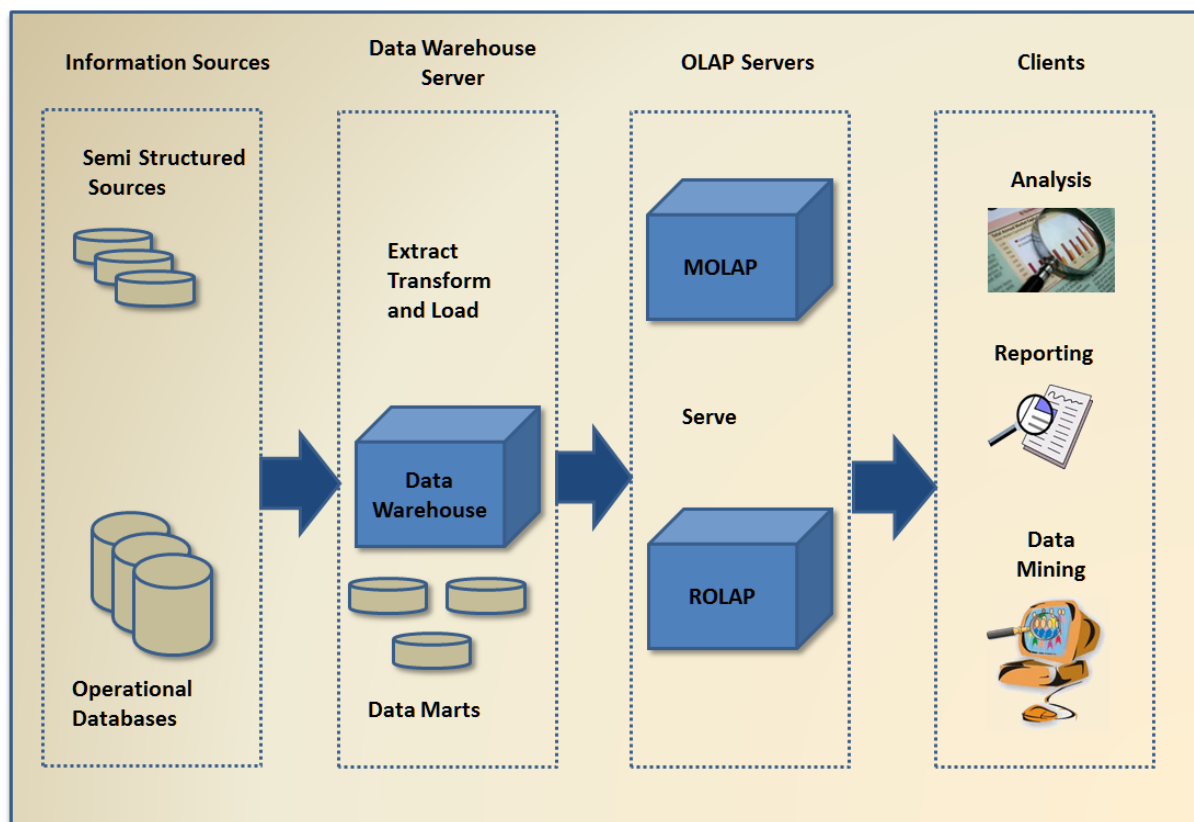 Information Sources
Data Warehouse
Server
OLAP Servers
Clients
Semi Structured
Sources
Operational
Databases
Extract
Transform
and Load
Data
Warehouse
Data Marts
MOLAP
Serve
ROLAP
Analysis
Reporting
Data
Mining